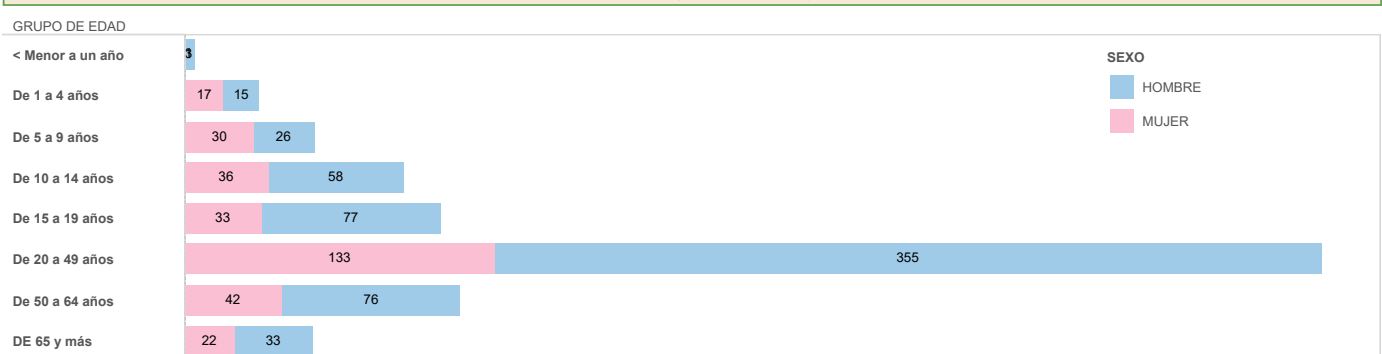 GRUPO DE EDAD
< Menor a un año
SEXO
HOMBRE
De 1 a 4 años 17 15
MUJER
De 5 a 9 años 30 26
De 10 a 14 años 36 58
De 15 a 19 años 33 77
De 20 a 49 años 133 355
De 50 a 64 años 42 76
DE 65 y más 22 33